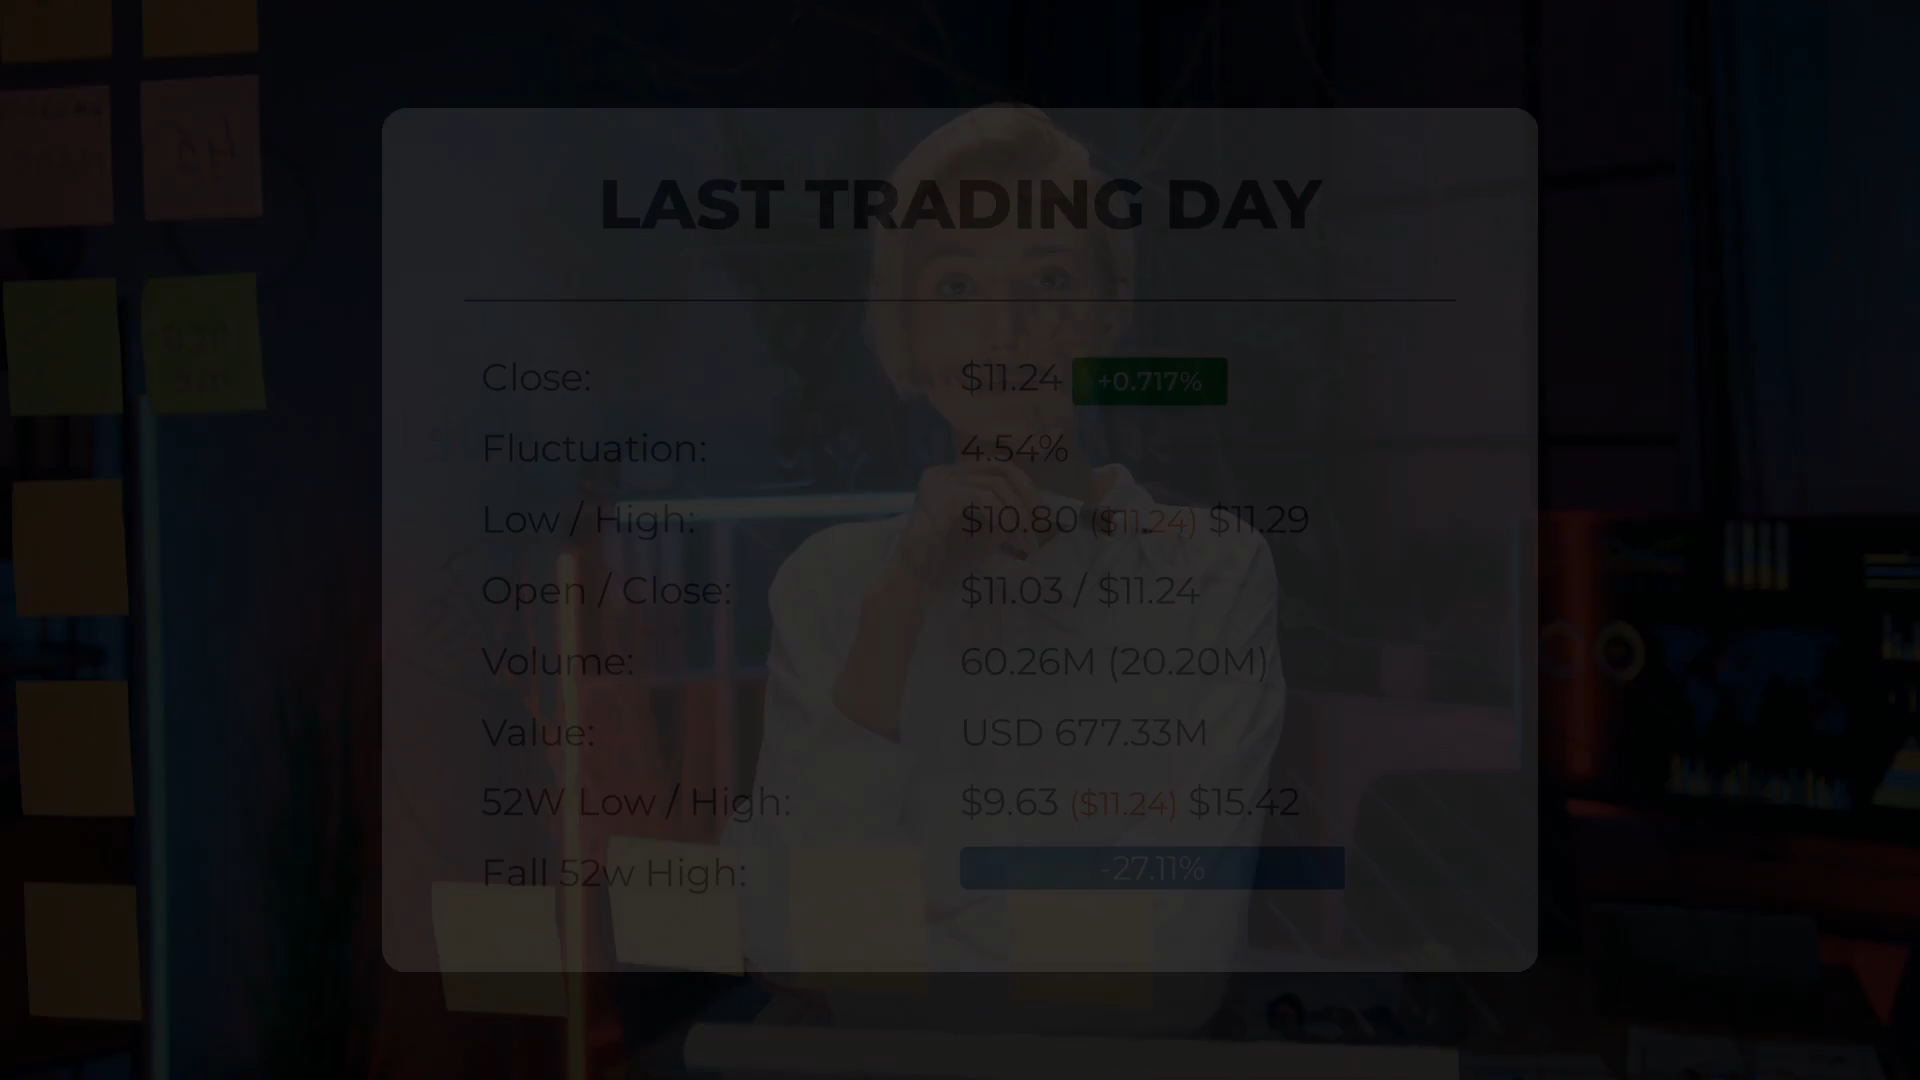 LAST TRADING DAY
Close: $11.24 +0.717%
Fluctuation: 4.54%
Low / High: $10.80 ($11.24) $11.29
Open / Close: $11.03 / $11.24
Volume: 60.26M (20.20M)
Value: USD 677.33M
52W Low / High: $9.63 ($11.24) $15.42
Fall 52w High: -27.11%